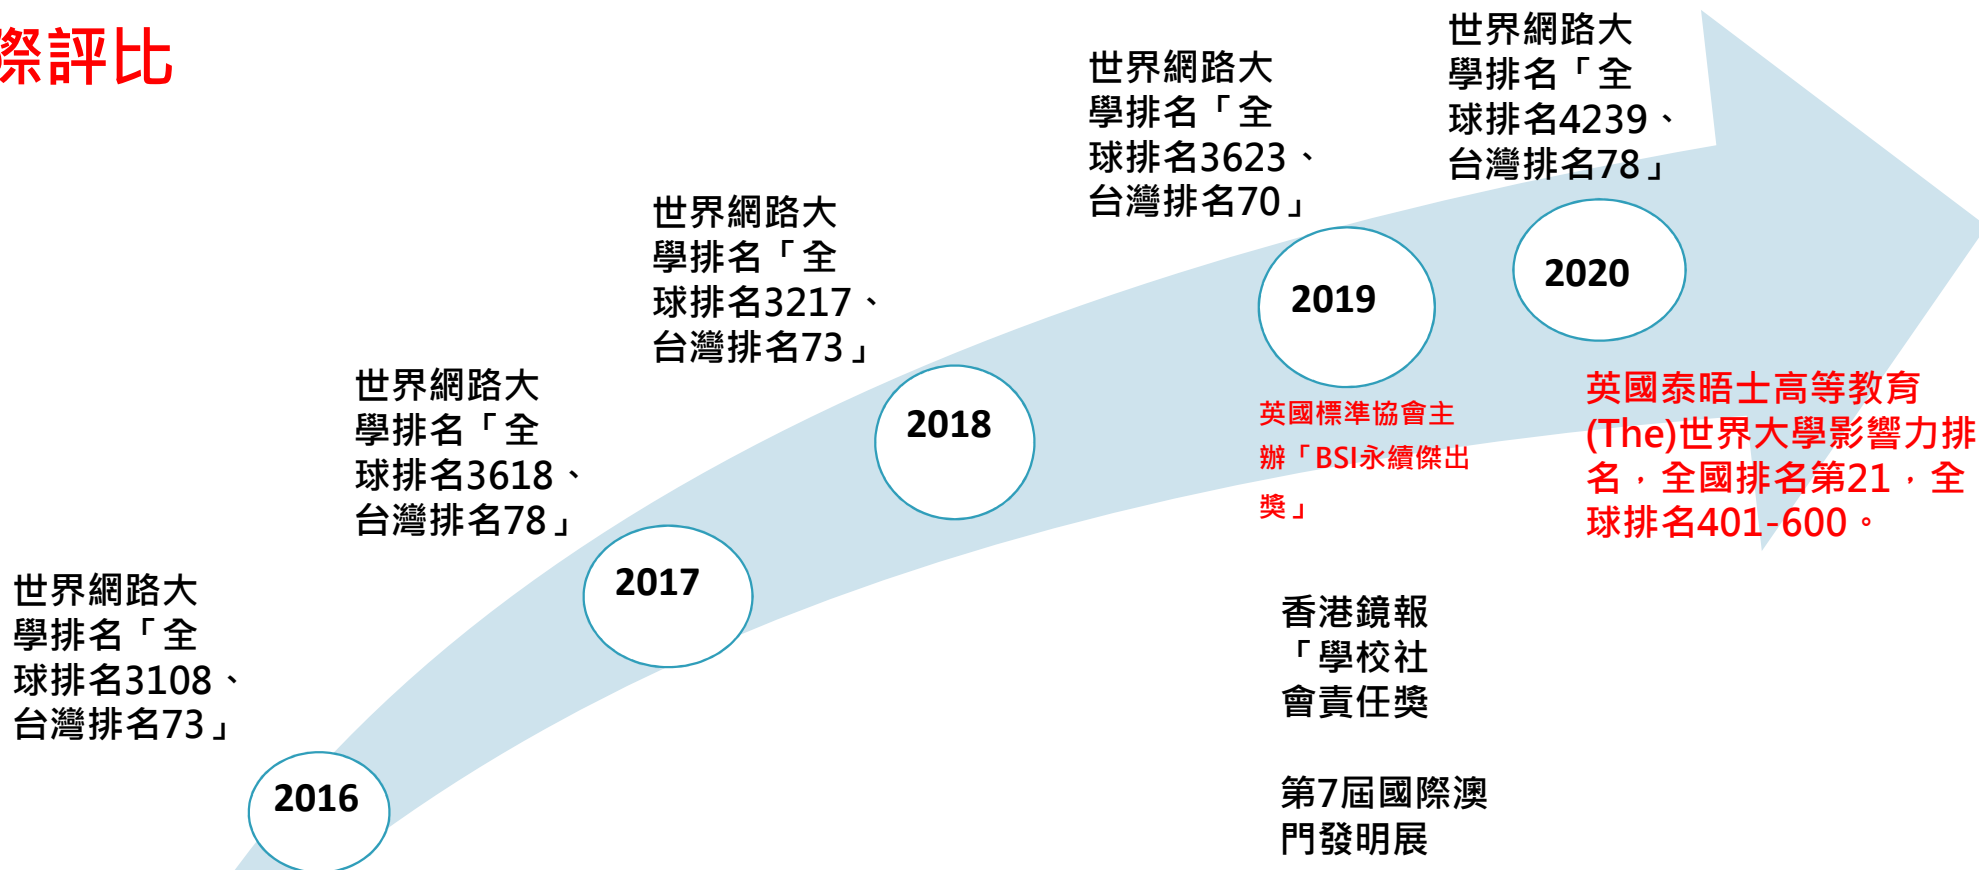 際評比
世界網路大
學排名「全
球排名3108、
台灣排名73」
2016
世界網路大
學排名「全
球排名3618、
台灣排名78」
2017
世界網路大
學排名「全
球排名3217、
台灣排名73」
2018
世界網路大
學排名「全
球排名3623、
台灣排名70」
2019
英國標準協會主
辦「BSI永續傑出
獎」
香港鏡報
「學校社
會責任獎
第7屆國際澳
門發明展
世界網路大
學排名「全
球排名4239、
台灣排名78」
2020
英國泰晤士高等教育
(The)世界大學影響力排
名，全國排名第21，全
球排名401-600。